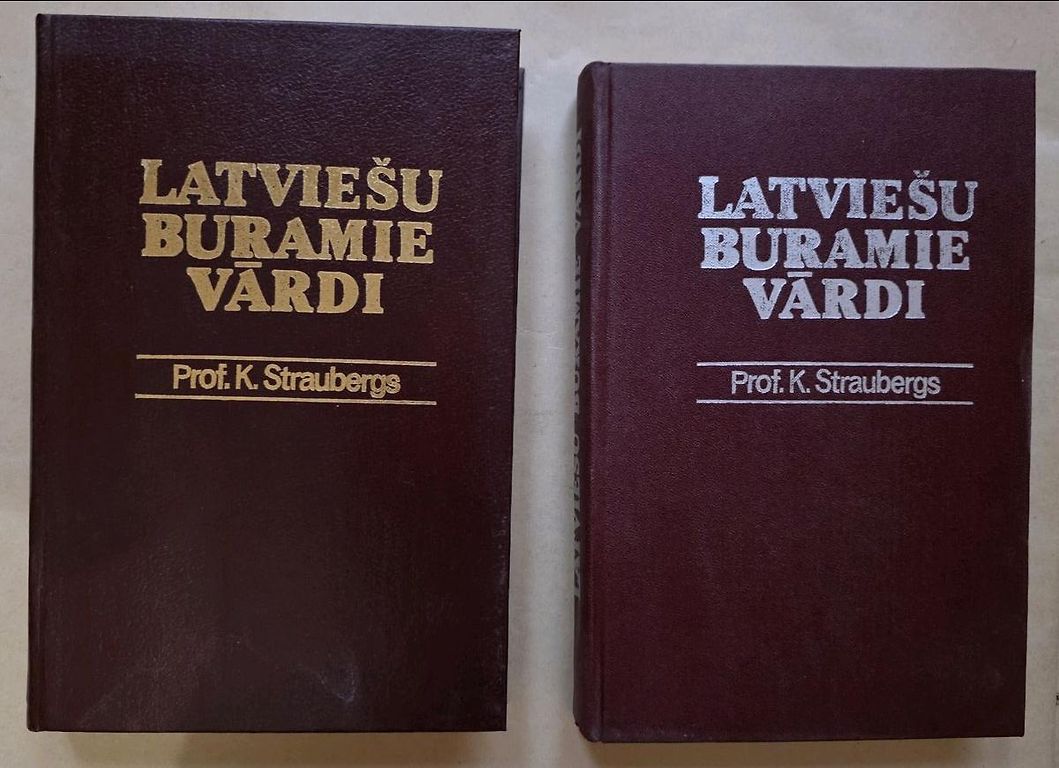 LATVIEŠU
BURAMIE
VĀRDI
Prof. K. Straubergs
LATVIEŠU
BURAMIE
VĀRDI
Prof. K. Straubergs